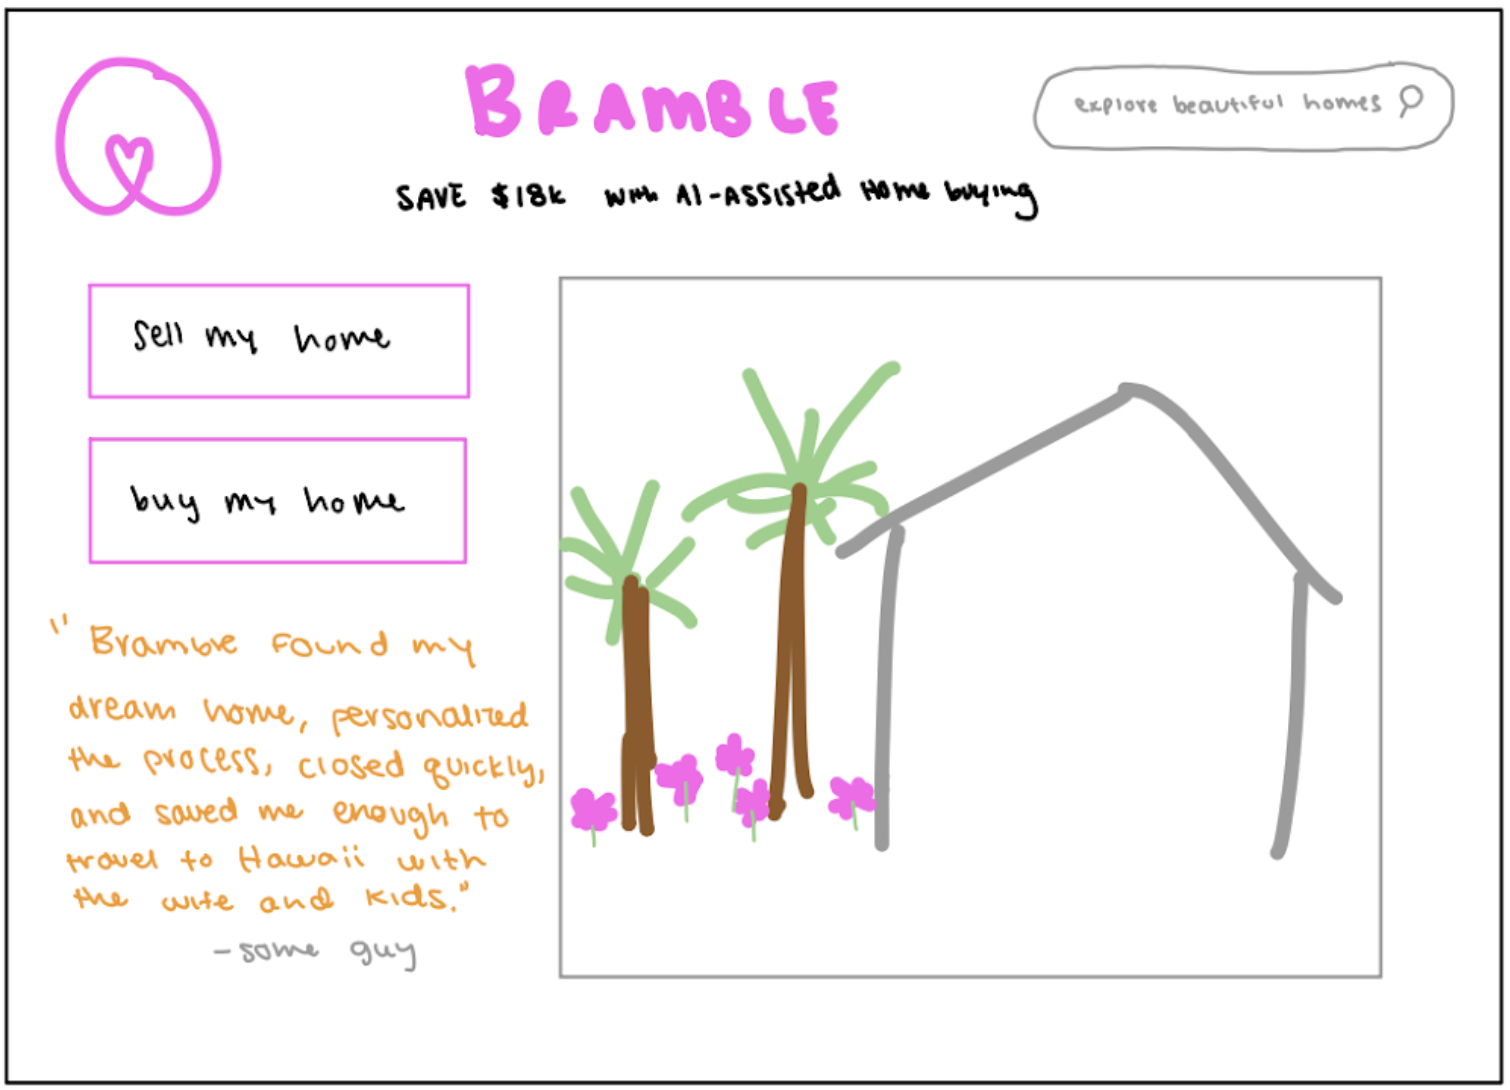 BRAMBLE
explore beautiful homes
SAVE $18k with AI-ASSISted Home buying
Sell my home
buy my home
"Bramble found my
dream home, personalized
the process, closed quickly,
and saved me enough to
travel to Hawaii with
the wife and kids."
-some guy